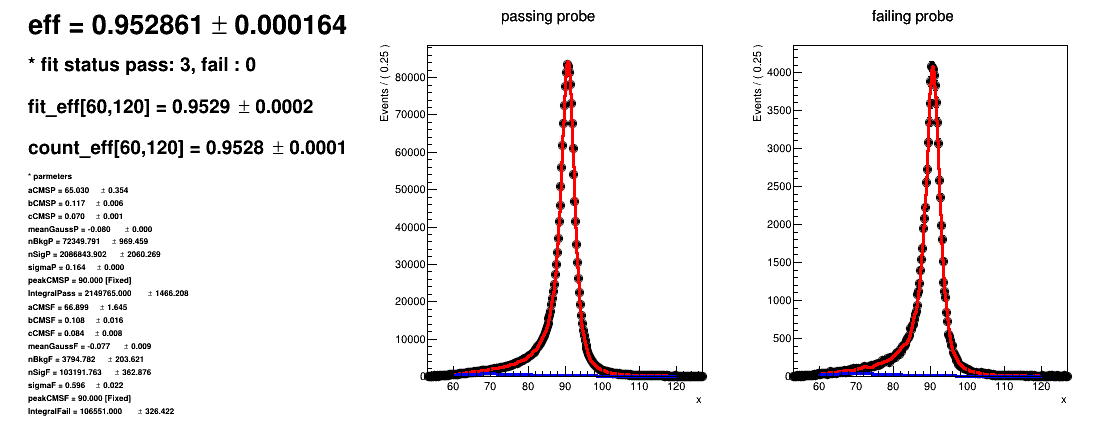 eff = 0.952861 ± 0.000164
* fit status pass: 3, fail : 0
fit_eff[60,120] = 0.9529 ± 0.0002
count_eff[60,120] = 0.9528 ± 0.0001
* parmeters
aCMSP = 65.030 ± 0.354
bCMSP = 0.117 ± 0.006
cCMSP = 0.070 ± 0.001
meanGaussP = -0.080 ± 0.000
nBkgP = 72349.791 ± 969.459
nSigP = 2086843.902 ± 2060.269
sigmaP = 0.164 ± 0.000
peakCMSP = 90.000 [Fixed]
IntegralPass = 2149765.000 ± 1466.208
aCMSF = 66.899 ± 1.645
bCMSF = 0.108 ± 0.016
cCMSF = 0.084 ± 0.008
meanGaussF = -0.077 ± 0.009
nBkgF = 3794.782 ± 203.621
nSigF = 103191.763 ± 362.876
sigmaF = 0.596 ± 0.022
peakCMSF = 90.000 [Fixed]
IntegralFail = 106551.000 ± 326.422
passing probe
Events / ( 0.25 )
80000
70000
60000
50000
40000
30000
20000
10000
0
60 70 80 90 100 110 120
x
failing probe
Events / ( 0.25 )
4000
3500
3000
2500
2000
1500
1000
500
0
60 70 80 90 100 110 120
x